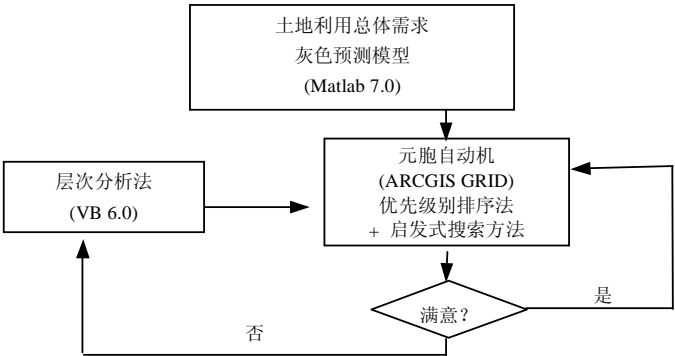 土地利用总体需求
灰色预测模型
(Matlab 7.0)
元胞自动机
(ARCGIS GRID)
优先级别排序法
+ 启发式搜索方法
层次分析法
(VB 6.0)
满意？
是
否